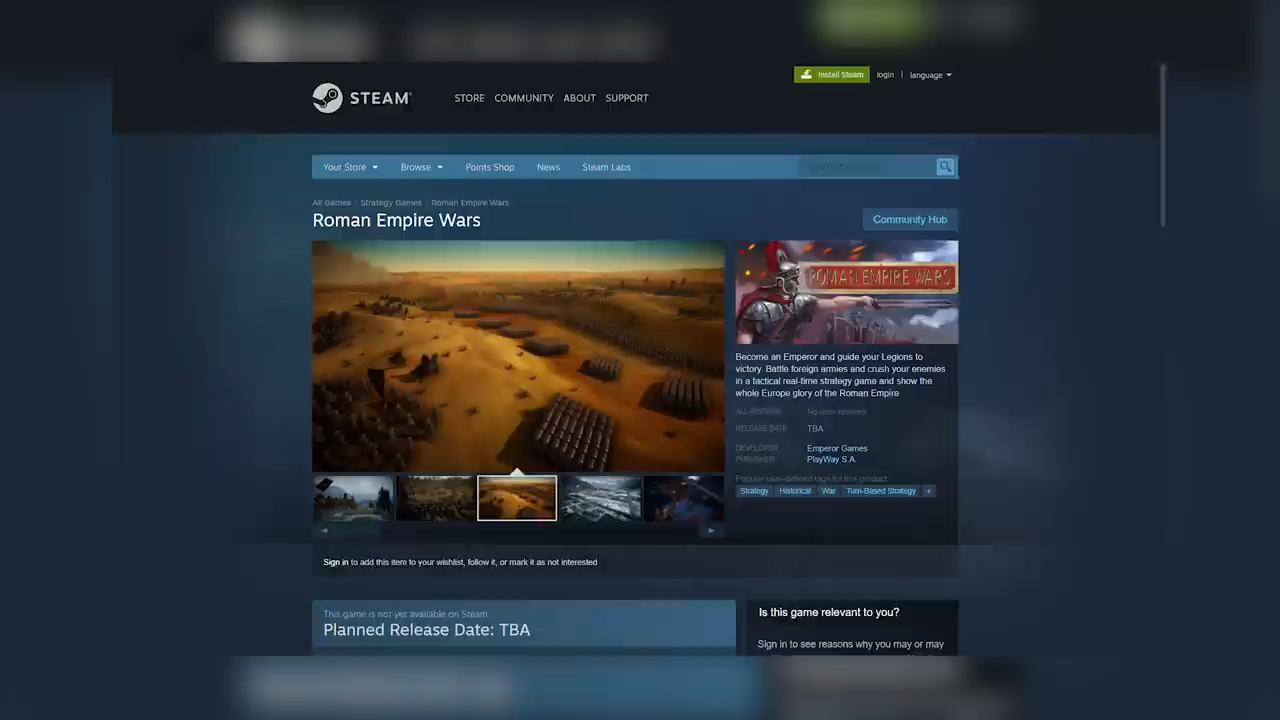 Install Steam login | language
STEAM®
STORE COMMUNITY ABOUT SUPPORT
Your Store Browse Points Shop News Steam Labs
All Games Strategy Games Roman Empire Wars
Roman Empire Wars
Community Hub
ROMAN EMPIRE WARS
Become an Emperor and guide your Legions to
victory. Battle foreign armies and crush your enemies
in a tactical real-time strategy game and show the
whole Europe glory of the Roman Empire
ALL REVIEWS: No user reviews
RELEASE DATE: TBA
DEVELOPER: Emperor Games
PUBLISHER: PlayWay S.A.
Popular user-defined tags for this product:
Strategy Historical War Turn-Based Strategy +
Sign in to add this item to your wishlist, follow it, or mark it as not interested
This game is not yet available on Steam
Planned Release Date: TBA
Is this game relevant to you?
Sign in to see reasons why you may or may